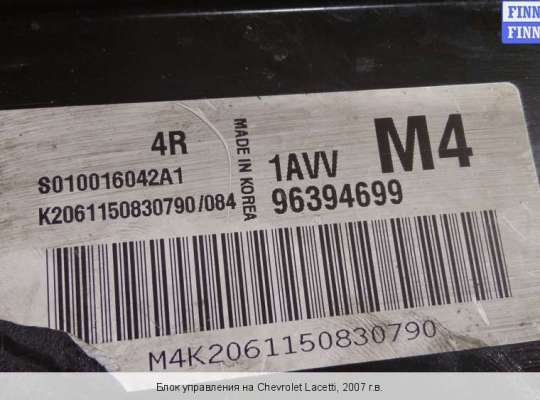 FINN
FINN
4R
S010016042A1
K2061150830790/084
MADE IN KOREA
1AVV
M4
96394699
M4K2061150830790
Блок управления на Chevrolet Lacetti, 2007 г.в.